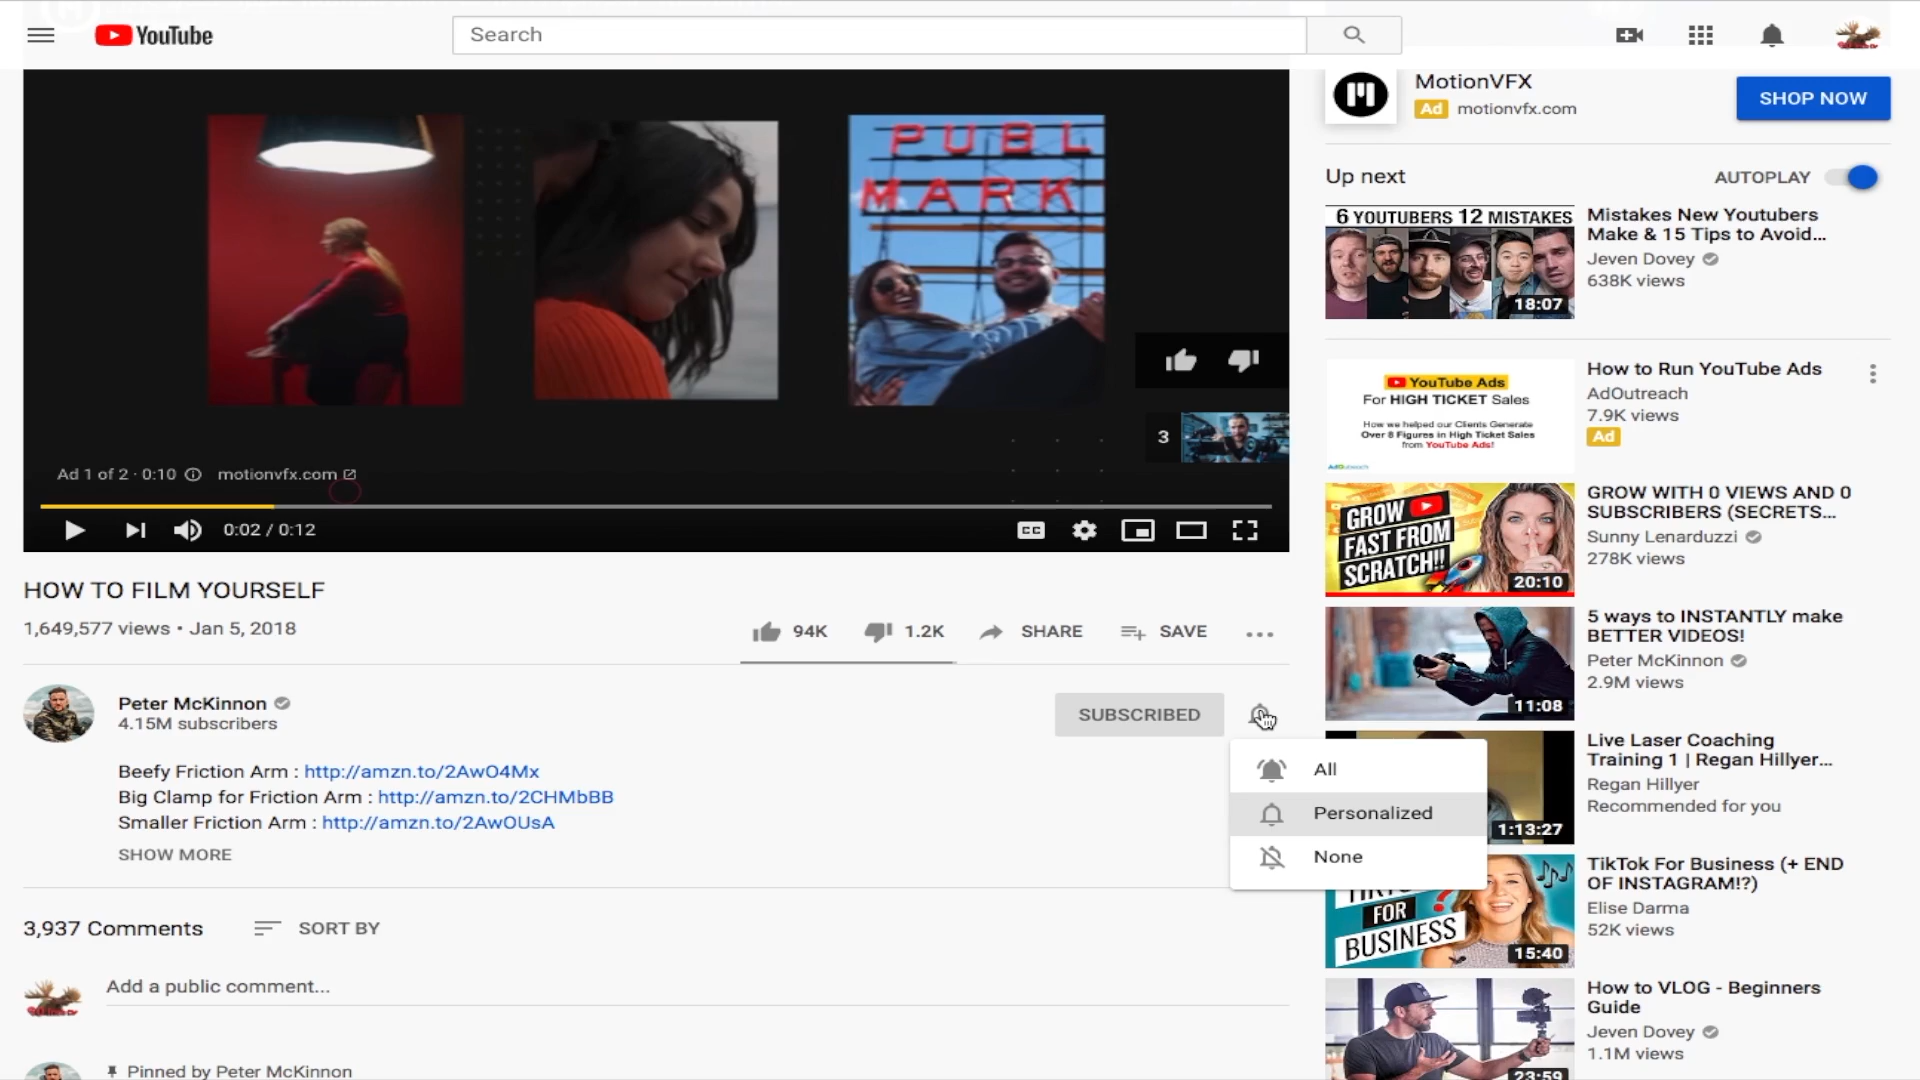 YouTube
Search
PUBL
MARK
3
Ad 1 of 2 · 0:10 motionvfx.com
0:02 / 0:12
CC
HOW TO FILM YOURSELF
1,649,577 views • Jan 5, 2018
94K 1.2K SHARE SAVE
Peter McKinnon
4.15M subscribers
SUBSCRIBED
Beefy Friction Arm : http://amzn.to/2AwO4Mx
Big Clamp for Friction Arm : http://amzn.to/2CHMbBB
Smaller Friction Arm : http://amzn.to/2AwOUsA
SHOW MORE
All
Personalized
None
3,937 Comments SORT BY
Add a public comment...
Pinned by Peter McKinnon
MotionVFX
Ad motionvfx.com
SHOP NOW
Up next AUTOPLAY
6 YOUTUBERS 12 MISTAKES
18:07
Mistakes New Youtubers
Make & 15 Tips to Avoid...
Jeven Dovey
638K views
YouTube Ads
For HIGH TICKET Sales
How we helped our Clients Generate
Over 8 Figures in High Ticket Sales
from YouTube Ads!
AdOutreach
How to Run YouTube Ads
AdOutreach
7.9K views
Ad
GROW
FAST FROM
SCRATCH!!
20:10
GROW WITH 0 VIEWS AND 0
SUBSCRIBERS (SECRETS...
Sunny Lenarduzzi
278K views
11:08
5 ways to INSTANTLY make
BETTER VIDEOS!
Peter McKinnon
2.9M views
1:13:27
Live Laser Coaching
Training 1 | Regan Hillyer...
Regan Hillyer
Recommended for you
FOR
BUSINESS
15:40
TikTok For Business (+ END
OF INSTAGRAM!?)
Elise Darma
52K views
23:59
How to VLOG - Beginners
Guide
Jeven Dovey
1.1M views